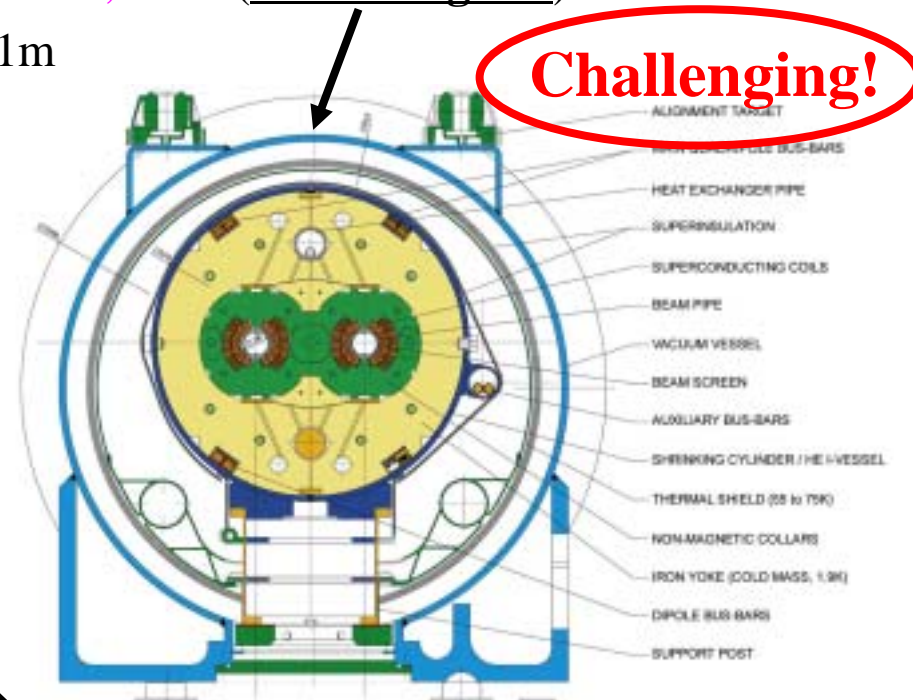 1m
Challenging!
ALIGNMENT TARGET
BUS-BARS
HEAT EXCHANGER PIPE
SUPERINSULATION
SUPERCONDUCTING COILS
BEAM PIPE
VACUUM VESSEL
BEAM SCREEN
AUXILIARY BUS-BARS
SHRINKING CYLINDER / HE I-VESSEL
THERMAL SHIELD (55 to 75K)
NON-MAGNETIC COLLARS
IRON YOKE (COLD MASS, 1.9K)
DIPOLE BUS-BARS
SUPPORT POST